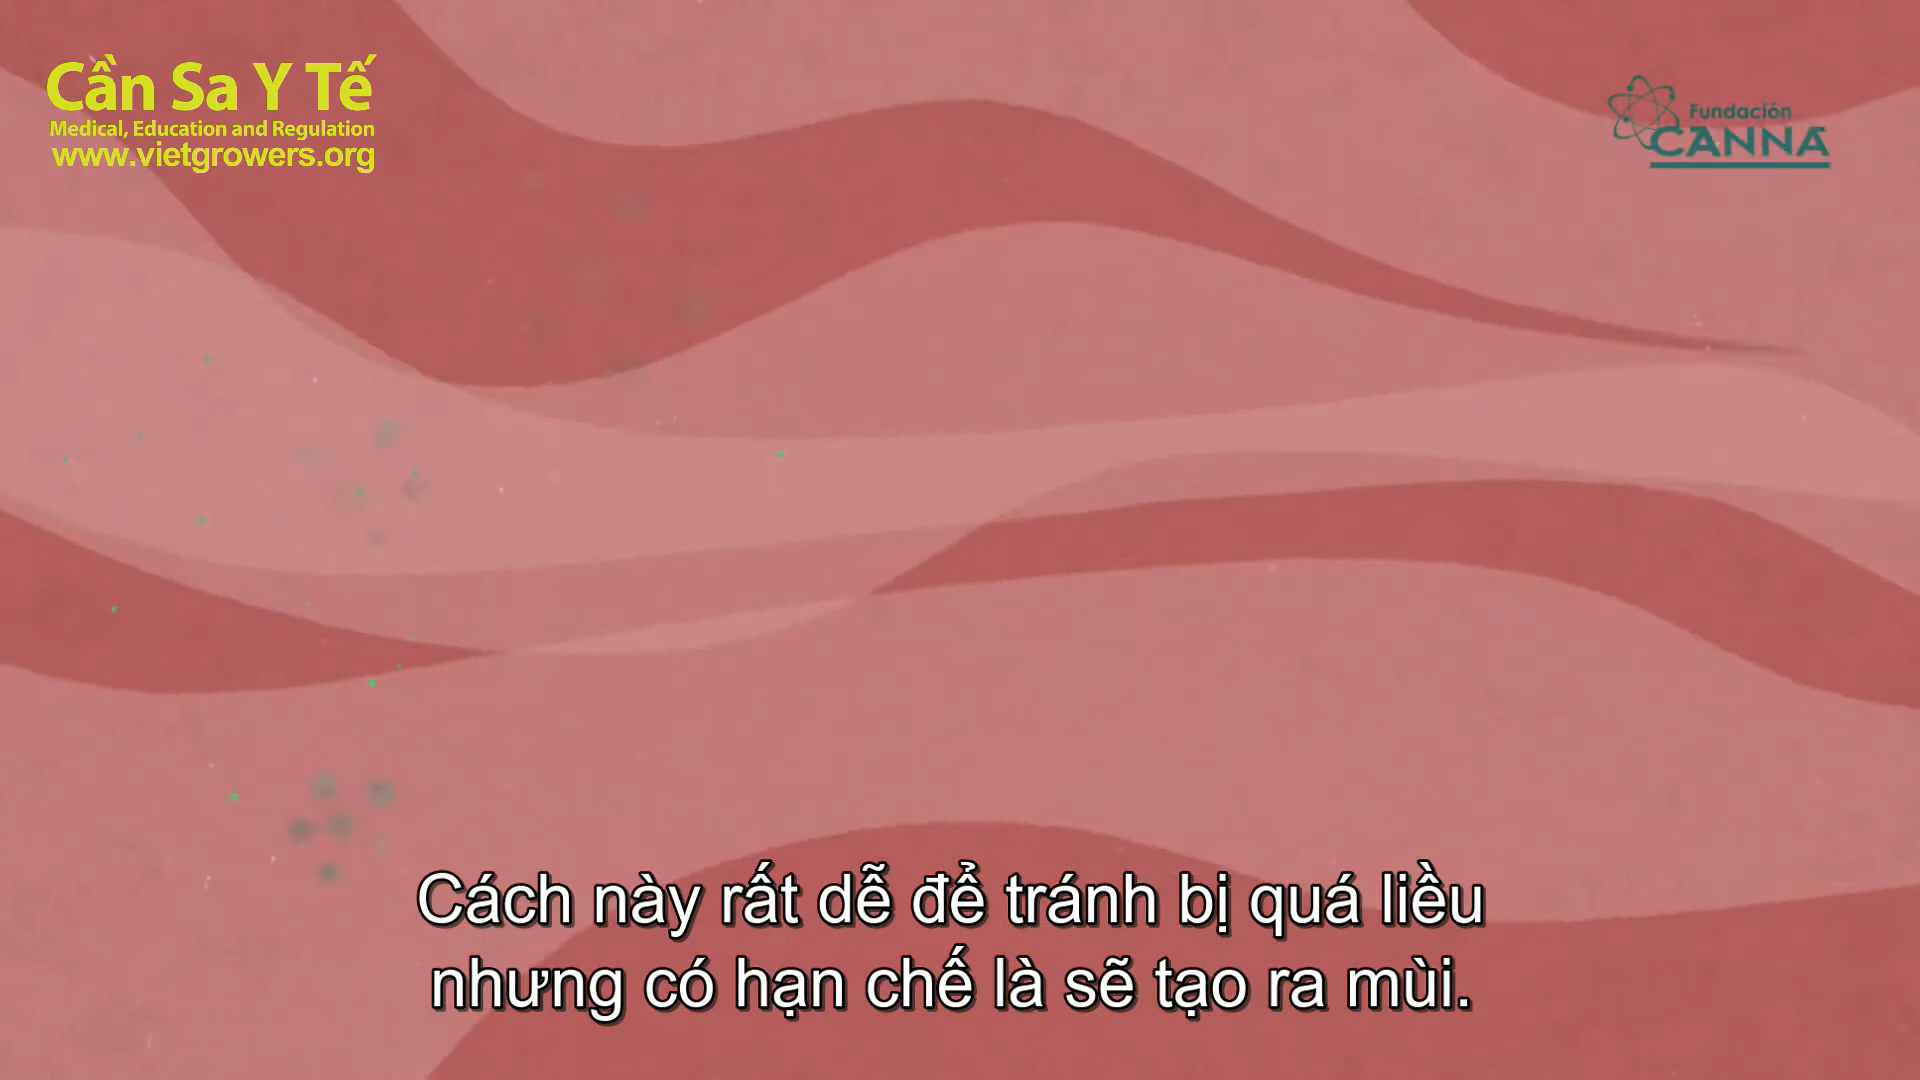 Cần Sa Y Tế
Medical, Education and Regulation
www.vietgrowers.org
Fundación
CANNA
Cách này rất dễ để tránh bị quá liều
nhưng có hạn chế là sẽ tạo ra mùi.